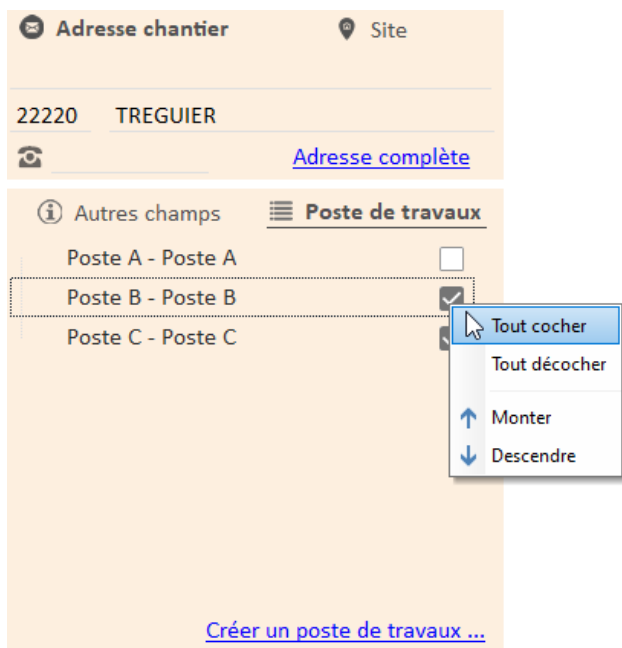 Adresse chantier Site
22220 TREGUIER
Adresse complète
Autres champs Poste de travaux
Poste A - Poste A
Poste B - Poste B
Poste C - Poste C
Tout cocher
Tout décocher
Monter
Descendre
Créer un poste de travaux ...